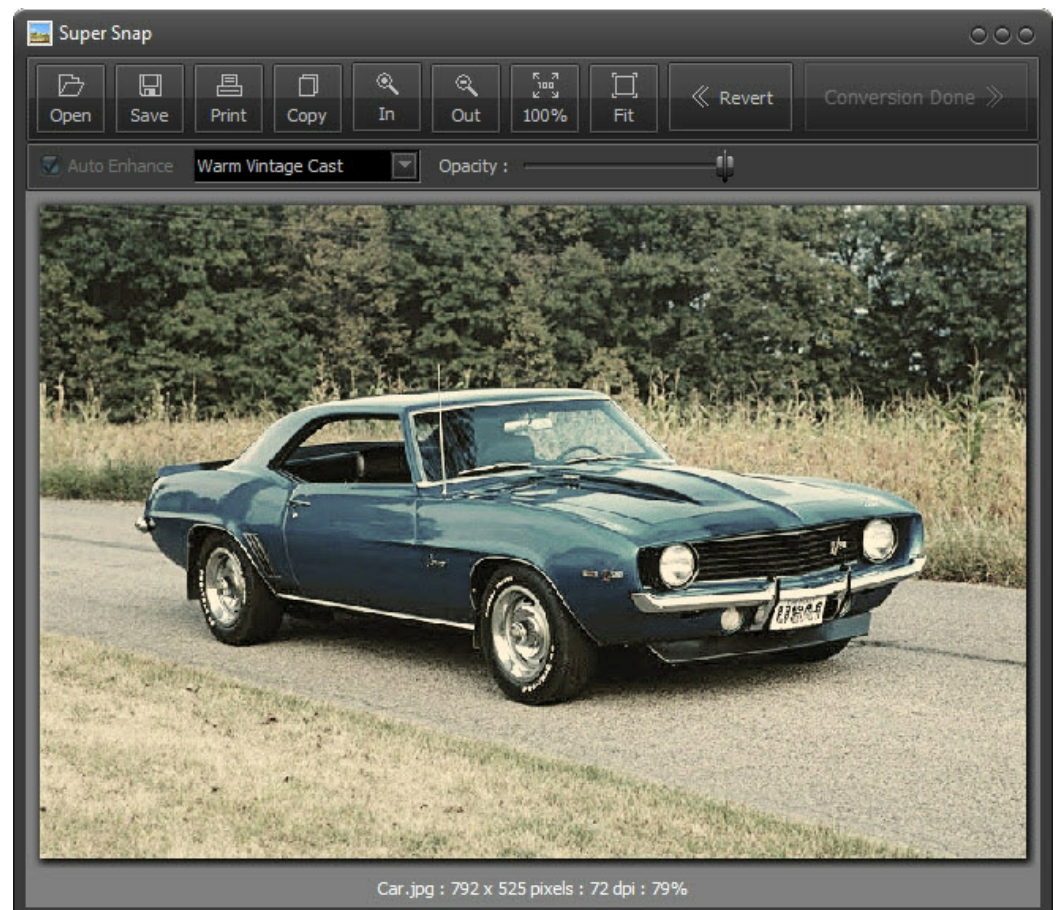 Super Snap
Open Save Print Copy In Out 100% Fit Revert Conversion Done
Auto Enhance Warm Vintage Cast Opacity :
Car.jpg : 792 x 525 pixels : 72 dpi : 79%